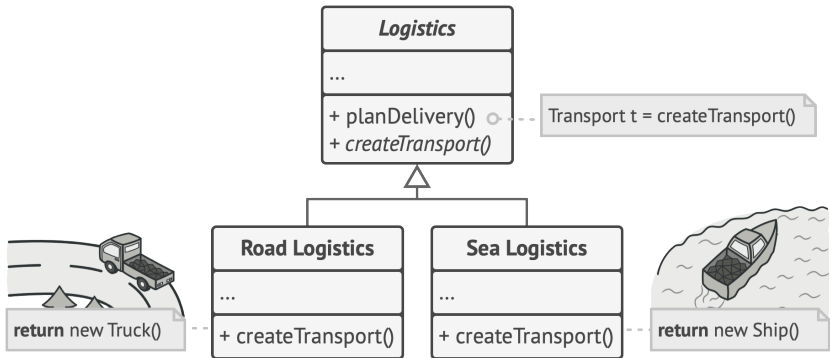 Logistics
...
+ planDelivery()
+ createTransport()
Transport t = createTransport()
Road Logistics
...
+ createTransport()
Sea Logistics
...
+ createTransport()
return new Truck()
return new Ship()